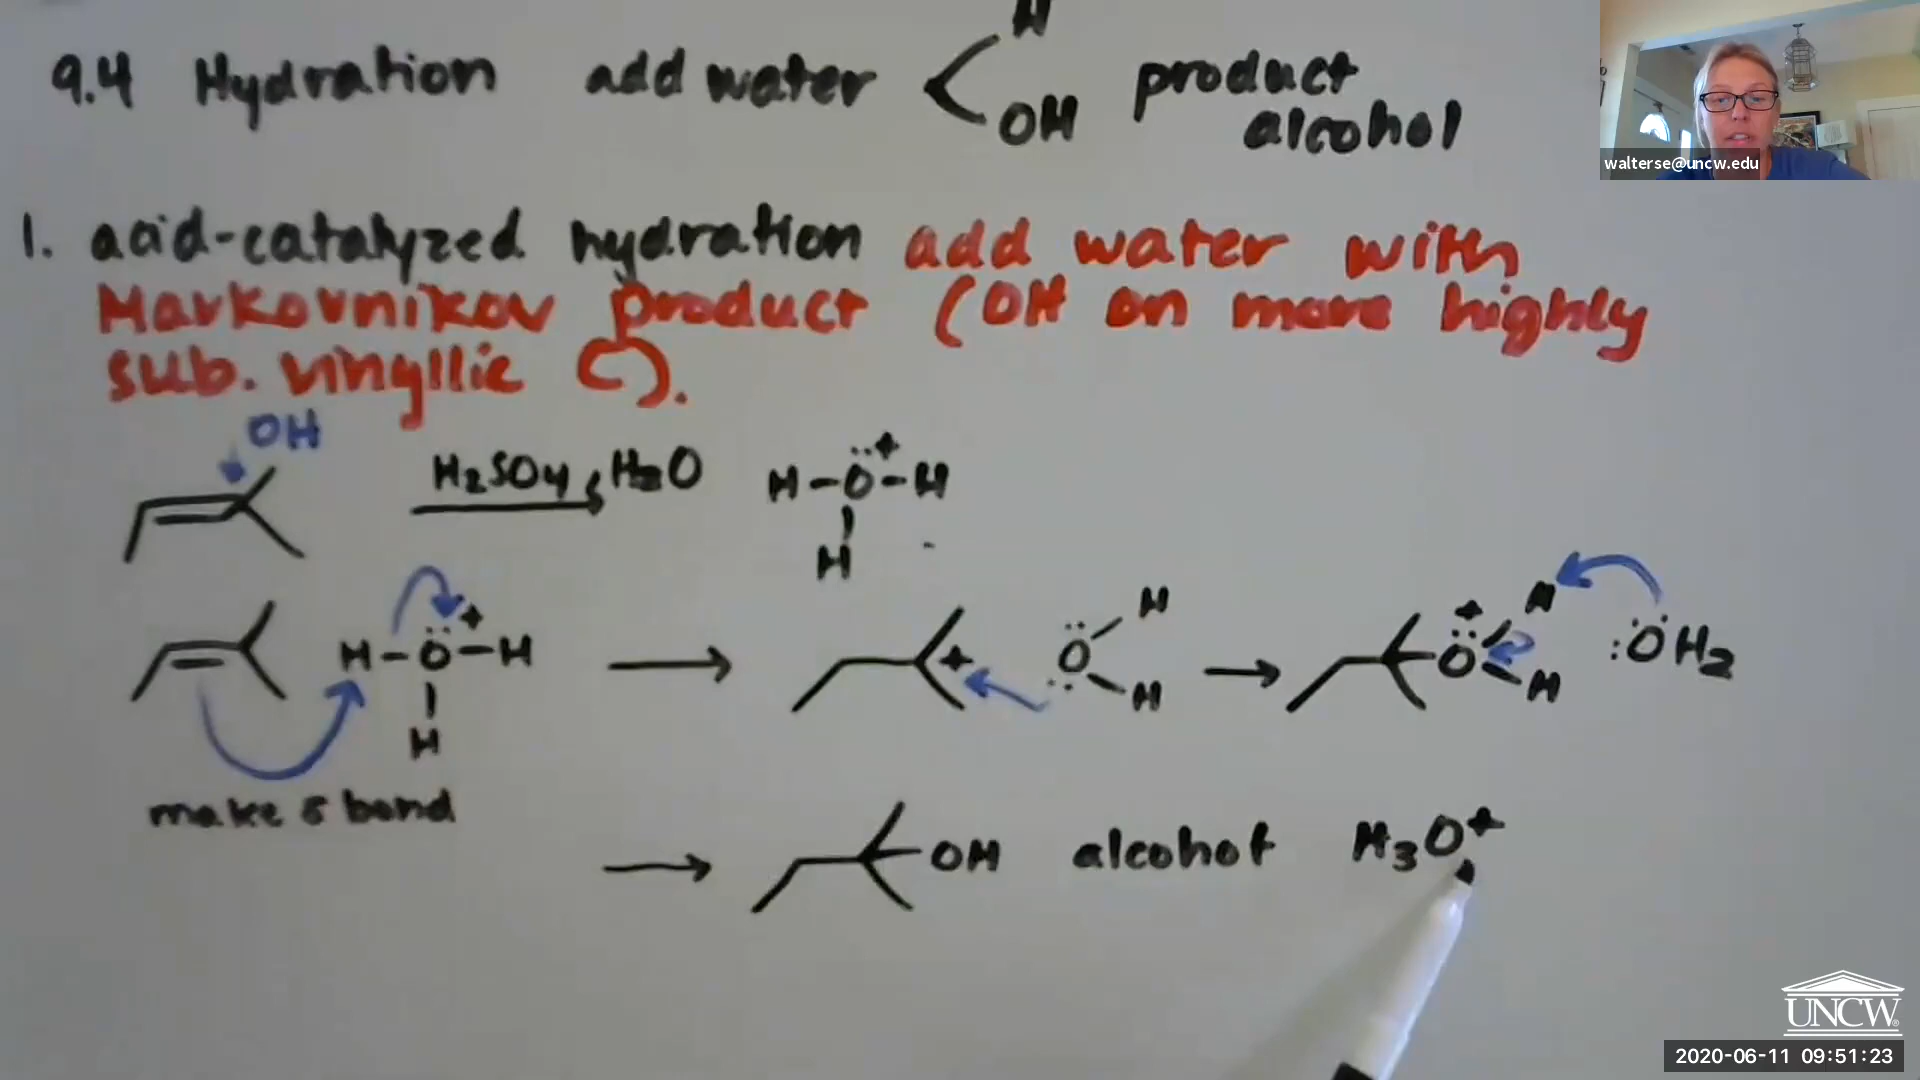 H
9.4 Hydration add water < OH product
alcohol
walterse@uncw.edu
1. acid-catalyzed hydration add water with
Markovnikov product (OH on more highly
sub. vinyllic C).
OH
H₂SO₄, H₂O H-Ö⁺-H
H
H-Ö⁺-H
H
+ Ö H
H
Ö⁺ H
H
:ÖH₂
make σ bond
OH alcohol H₃O⁺
UNCW®
2020-06-11 09:51:23